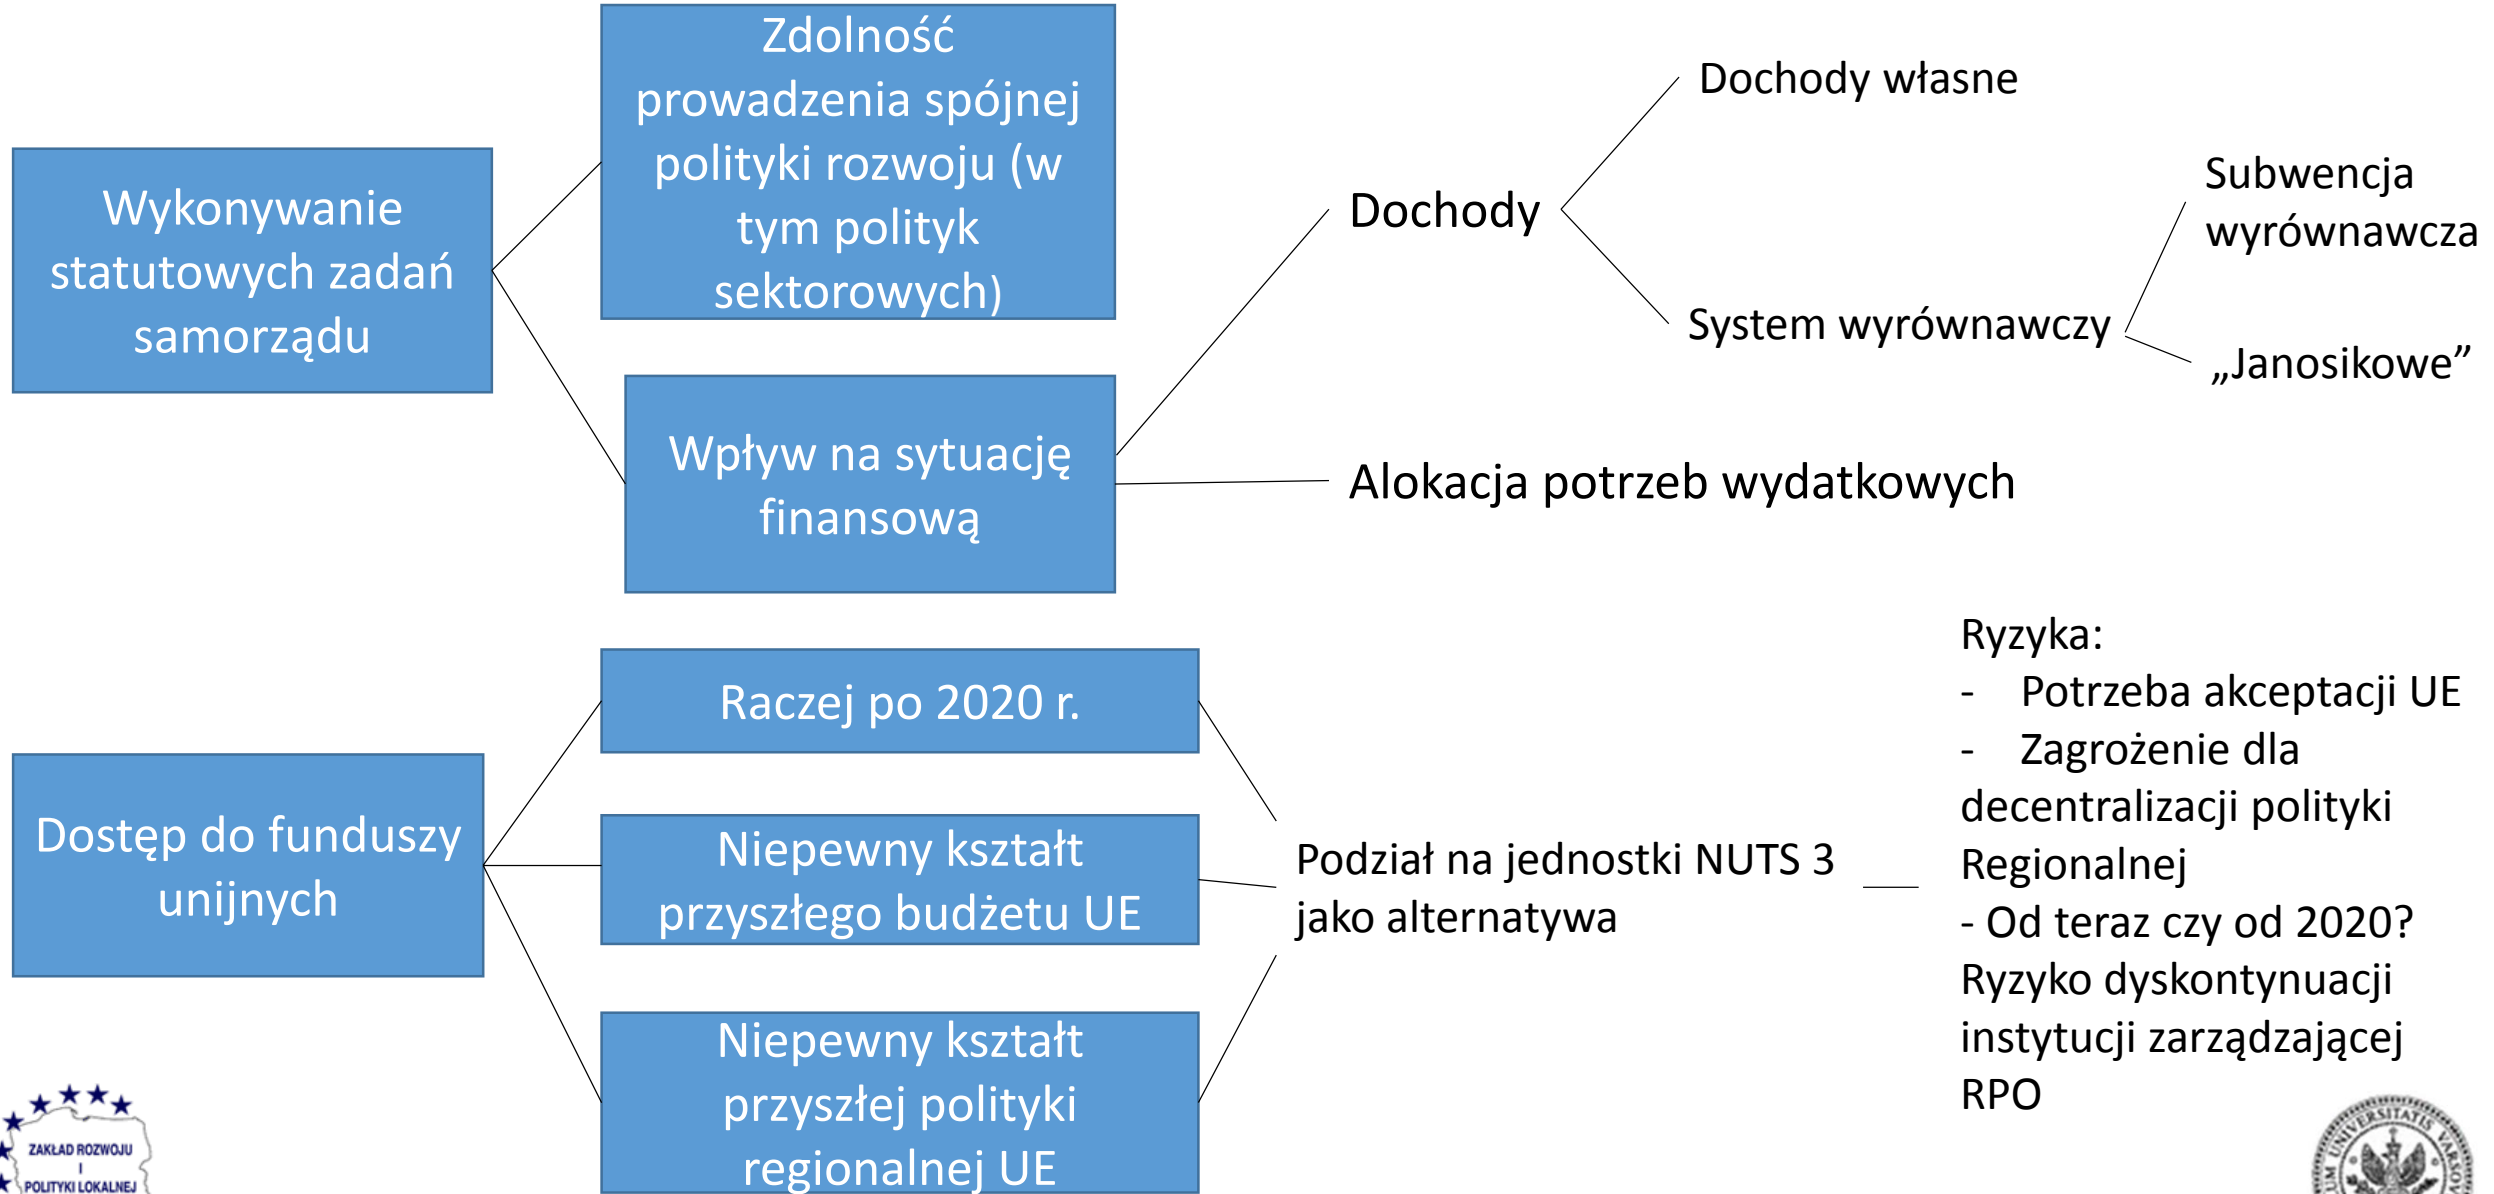 Wykonywanie
statutowych zadań
samorządu
Zdolność
prowadzenia spójnej
polityki rozwoju (w
tym polityk
sektorowych)
Wpływ na sytuację
finansową
Dochody
Dochody własne
System wyrównawczy
Subwencja
wyrównawcza
„Janosikowe”
Alokacja potrzeb wydatkowych
Dostęp do funduszy
unijnych
Raczej po 2020 r.
Niepewny kształt
przyszłego budżetu UE
Niepewny kształt
przyszłej polityki
regionalnej UE
Podział na jednostki NUTS 3
jako alternatywa
Ryzyka:
- Potrzeba akceptacji UE
- Zagrożenie dla
decentralizacji polityki
Regionalnej
- Od teraz czy od 2020?
Ryzyko dyskontynuacji
instytucji zarządzającej
RPO
ZAKŁAD ROZWOJU
I
POLITYKI LOKALNEJ